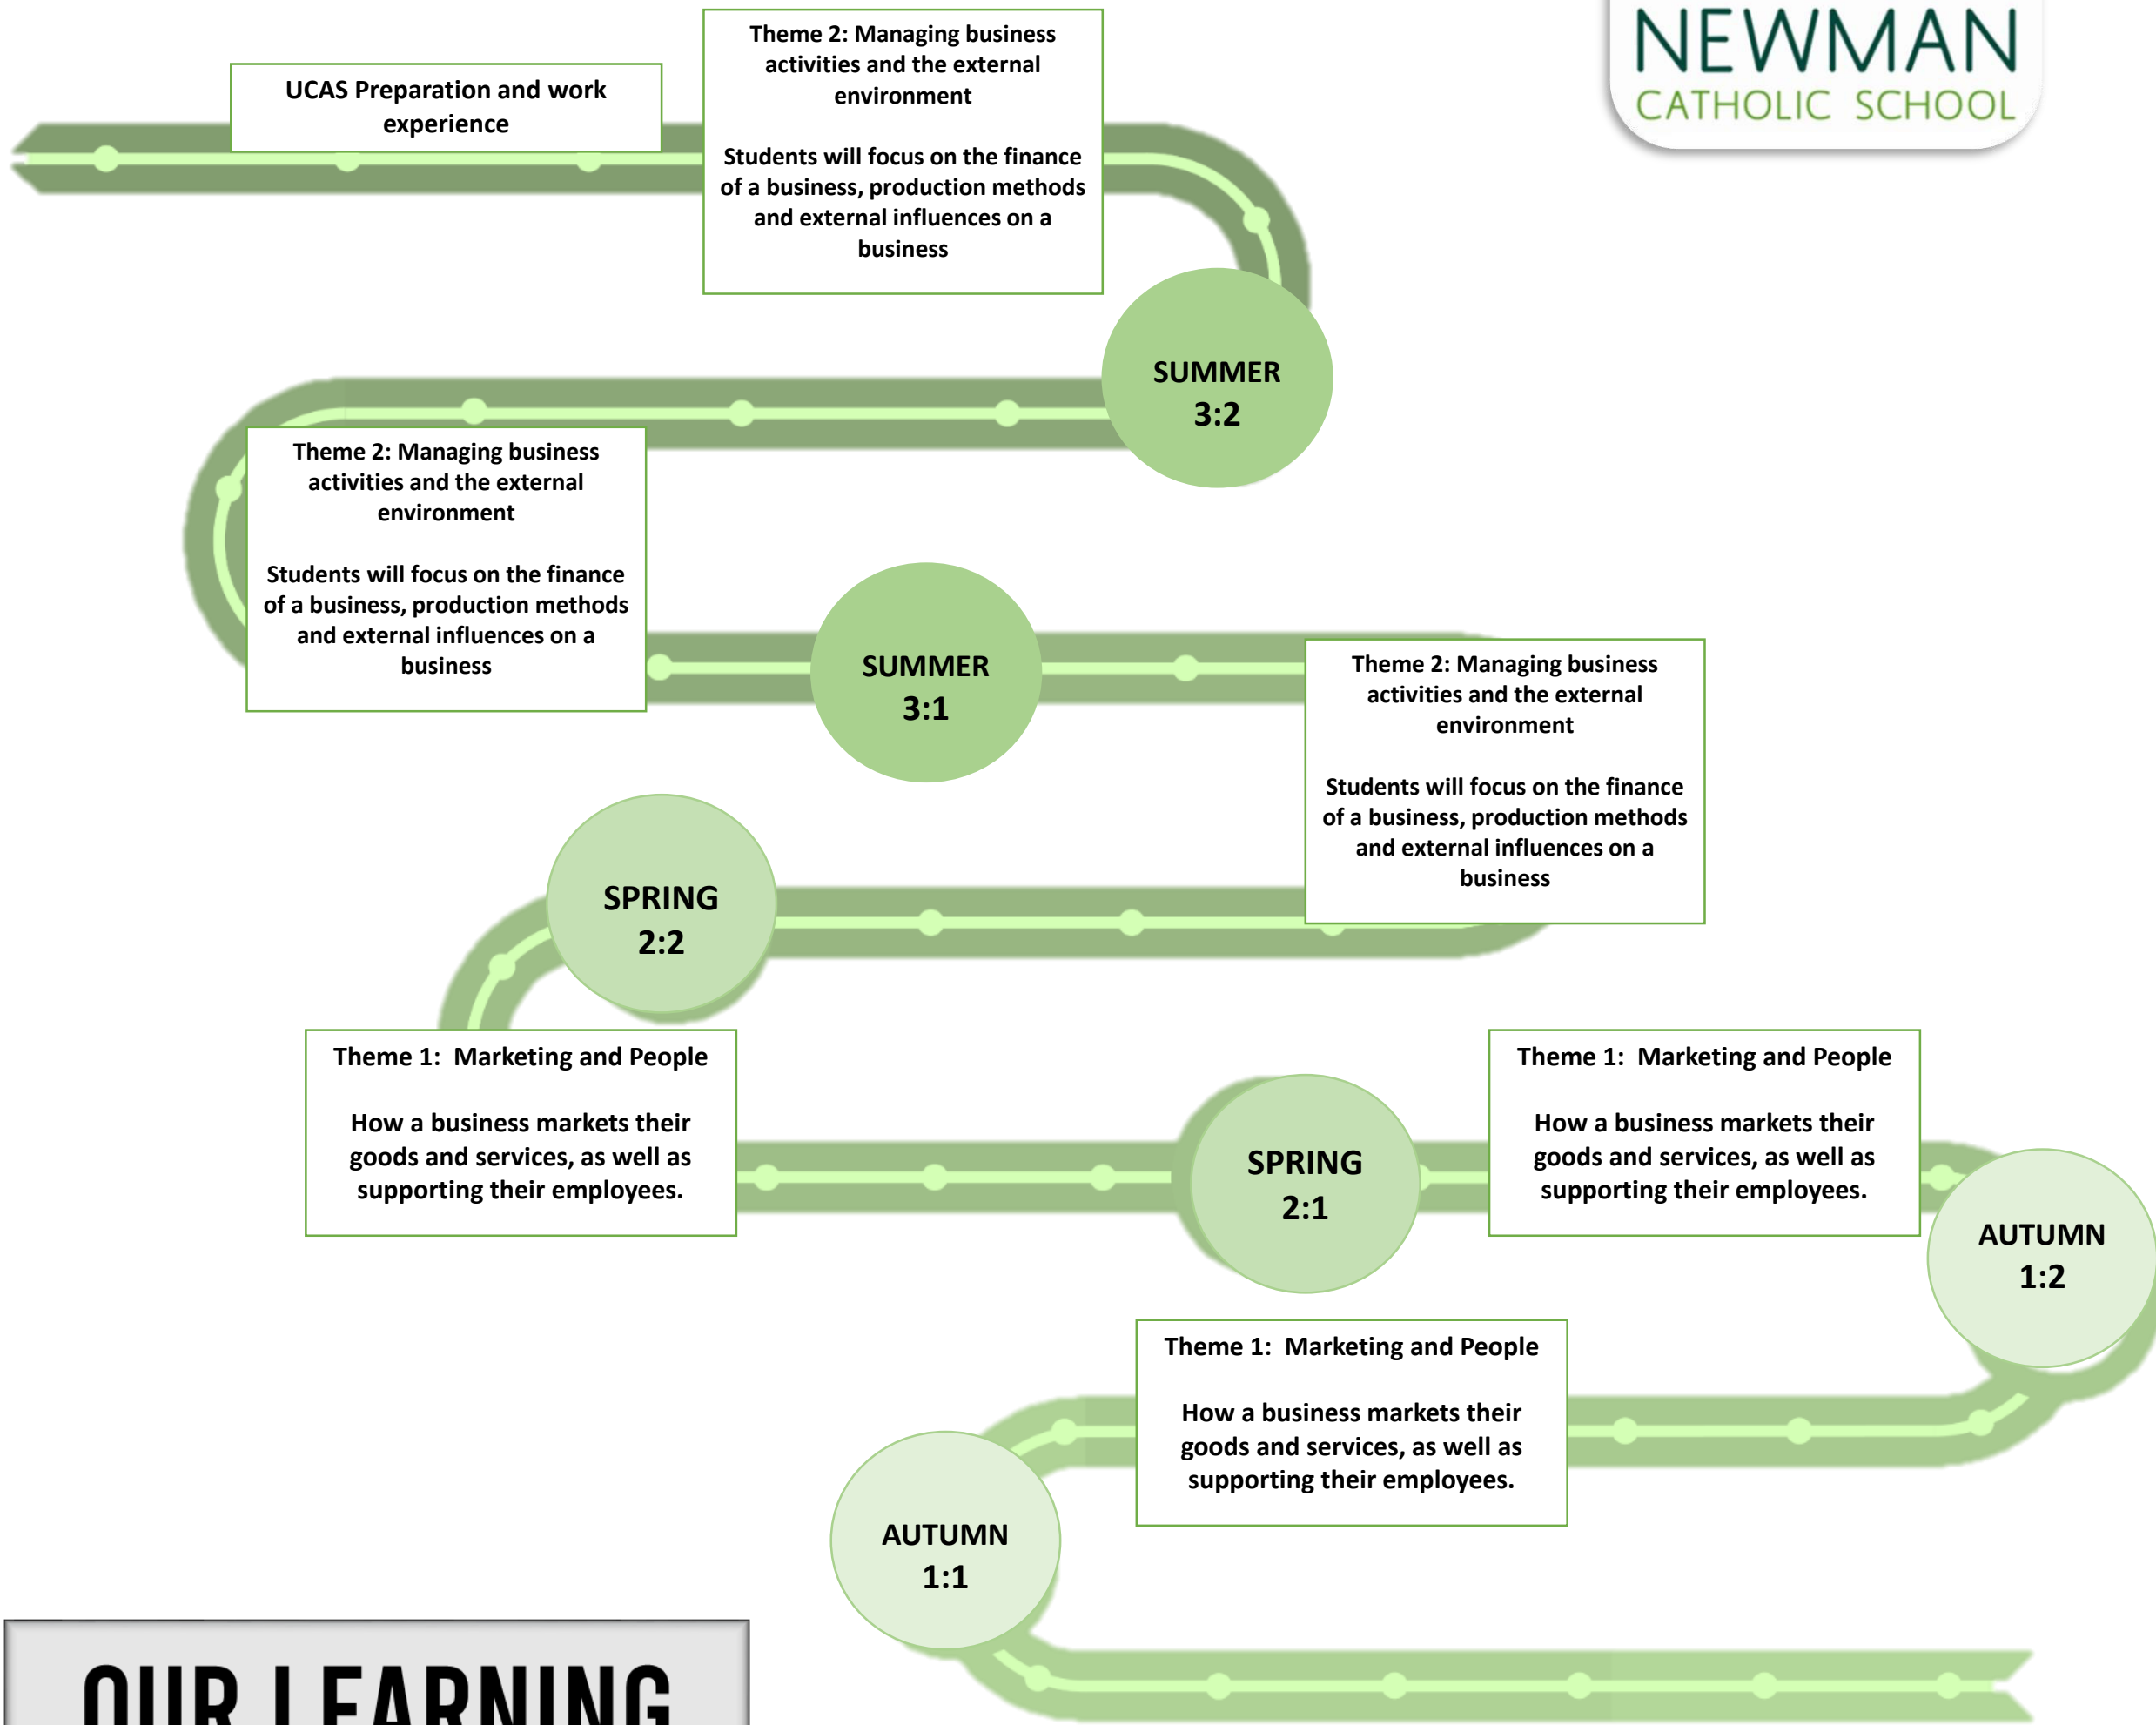 NEWMAN
CATHOLIC SCHOOL
UCAS Preparation and work
experience
Theme 2: Managing business
activities and the external
environment
Students will focus on the finance
of a business, production methods
and external influences on a
business
SUMMER
3:2
Theme 2: Managing business
activities and the external
environment
Students will focus on the finance
of a business, production methods
and external influences on a
business
SUMMER
3:1
Theme 2: Managing business
activities and the external
environment
Students will focus on the finance
of a business, production methods
and external influences on a
business
SPRING
2:2
Theme 1:  Marketing and People
How a business markets their
goods and services, as well as
supporting their employees.
SPRING
2:1
Theme 1:  Marketing and People
How a business markets their
goods and services, as well as
supporting their employees.
AUTUMN
1:2
Theme 1:  Marketing and People
How a business markets their
goods and services, as well as
supporting their employees.
AUTUMN
1:1
OUR LEARNING